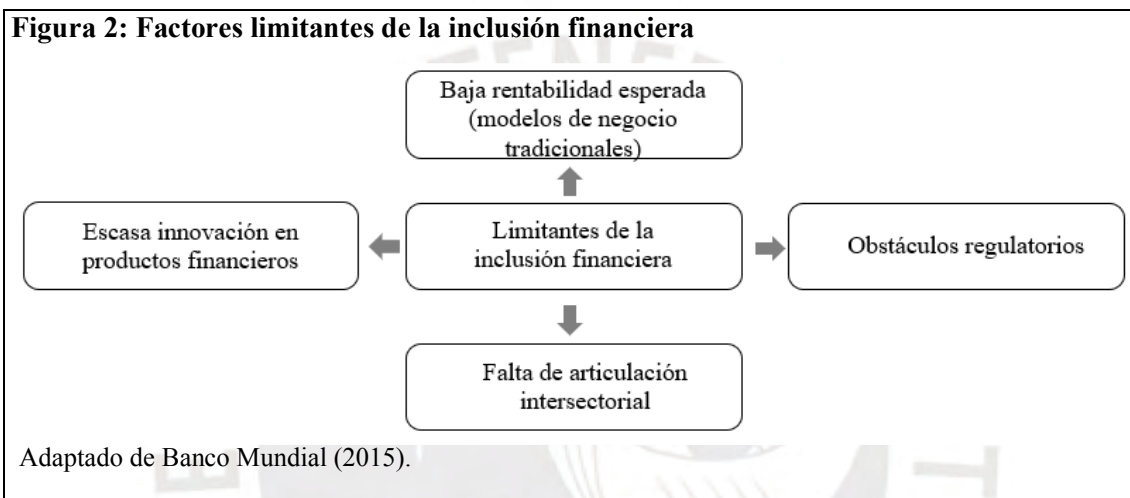 Figura 2: Factores limitantes de la inclusión financiera
Baja rentabilidad esperada
(modelos de negocio
tradicionales)
Escasa innovación en
productos financieros
Limitantes de la
inclusión financiera
Obstáculos regulatorios
Falta de articulación
intersectorial
Adaptado de Banco Mundial (2015).